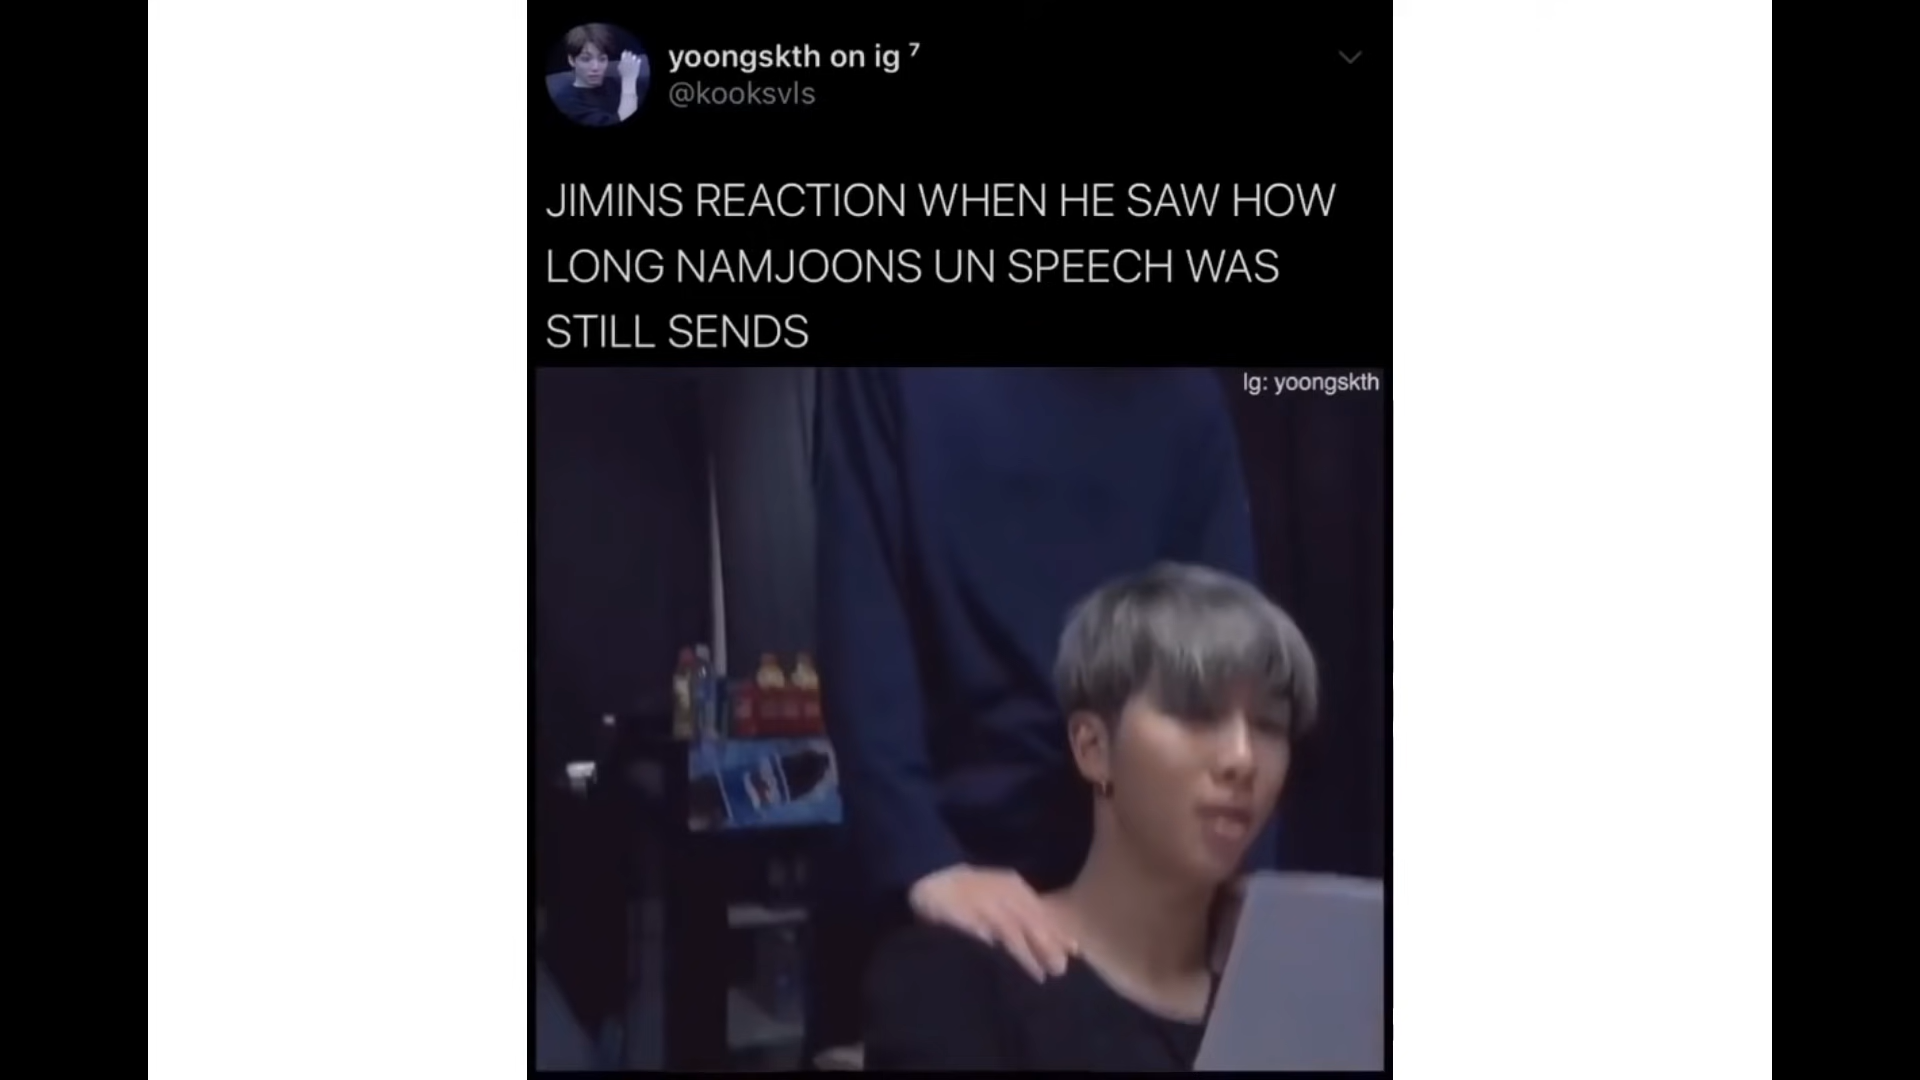 yoongskth on ig ⁷
@kooksvls
JIMINS REACTION WHEN HE SAW HOW
LONG NAMJOONS UN SPEECH WAS
STILL SENDS
Ig: yoongskth